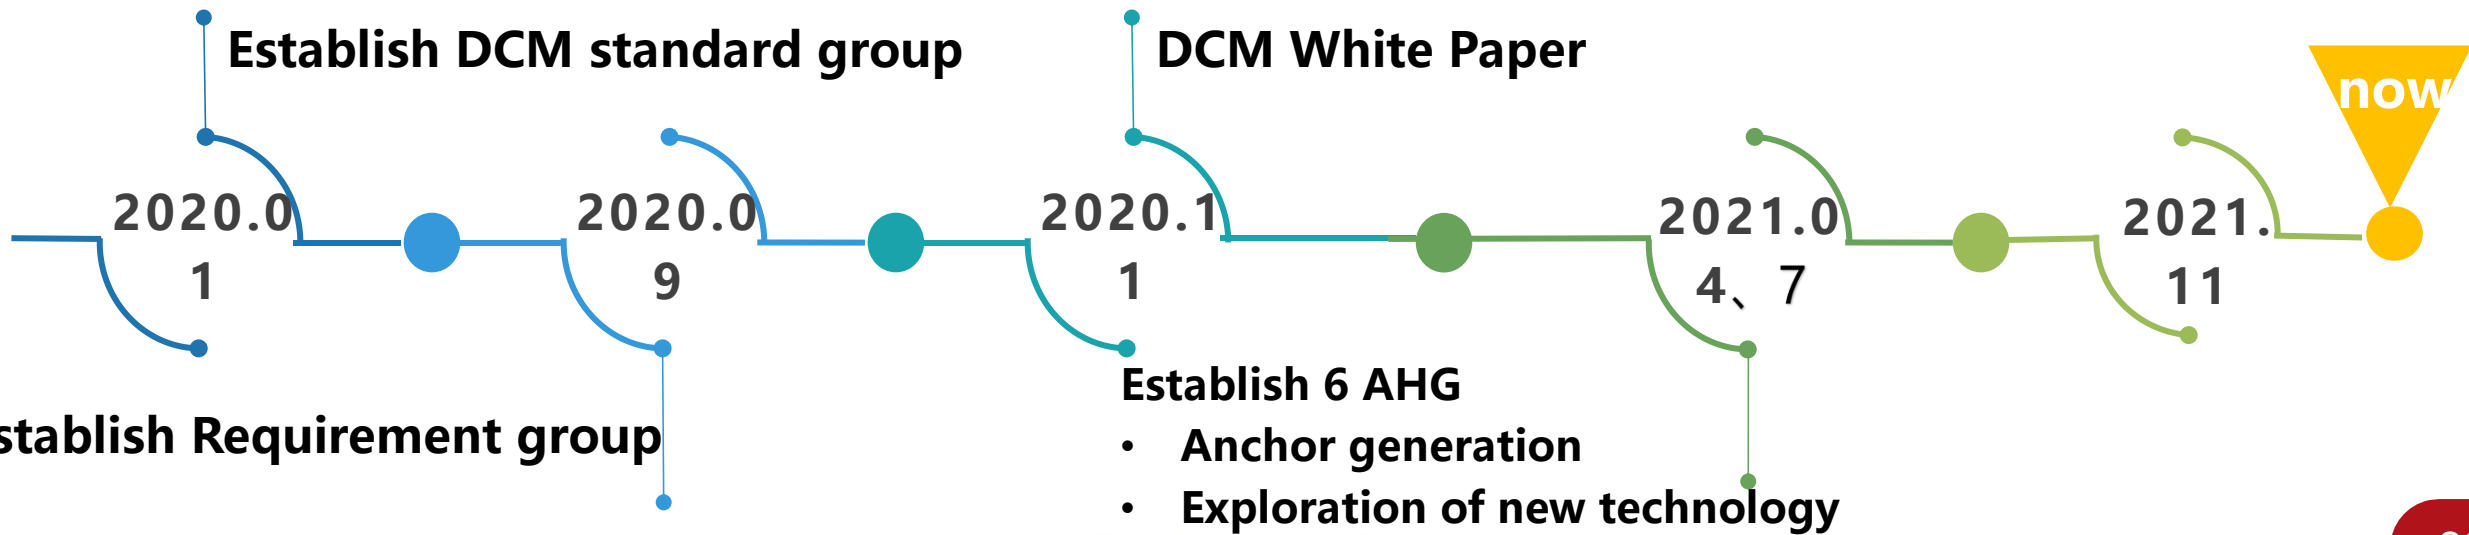 Establish DCM standard group
DCM White Paper
now
2020.0
1
2020.0
9
2020.1
1
2021.0
4、7
2021.
11
stablish Requirement group
Establish 6 AHG
• Anchor generation
• Exploration of new technology